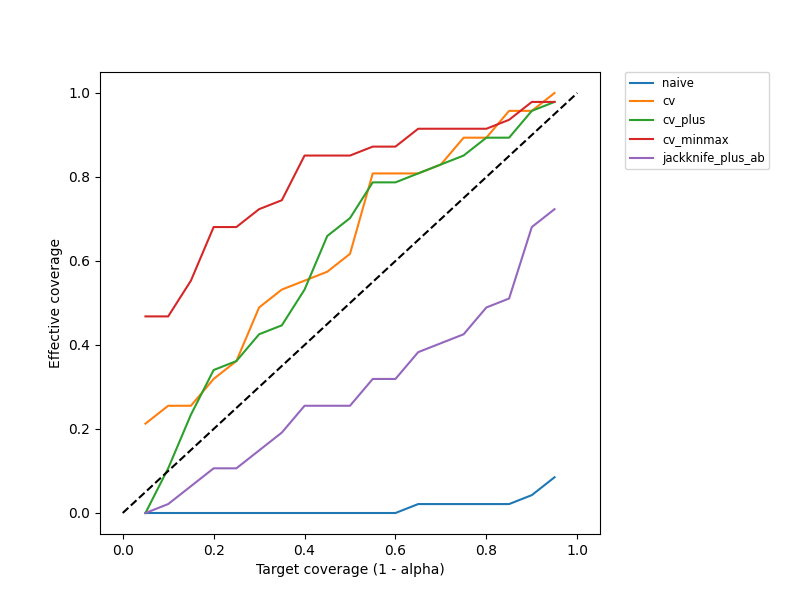 naive
cv
cv_plus
cv_minmax
jackknife_plus_ab
Effective coverage
1.0
0.8
0.6
0.4
0.2
0.0
0.0 0.2 0.4 0.6 0.8 1.0
Target coverage (1 - alpha)